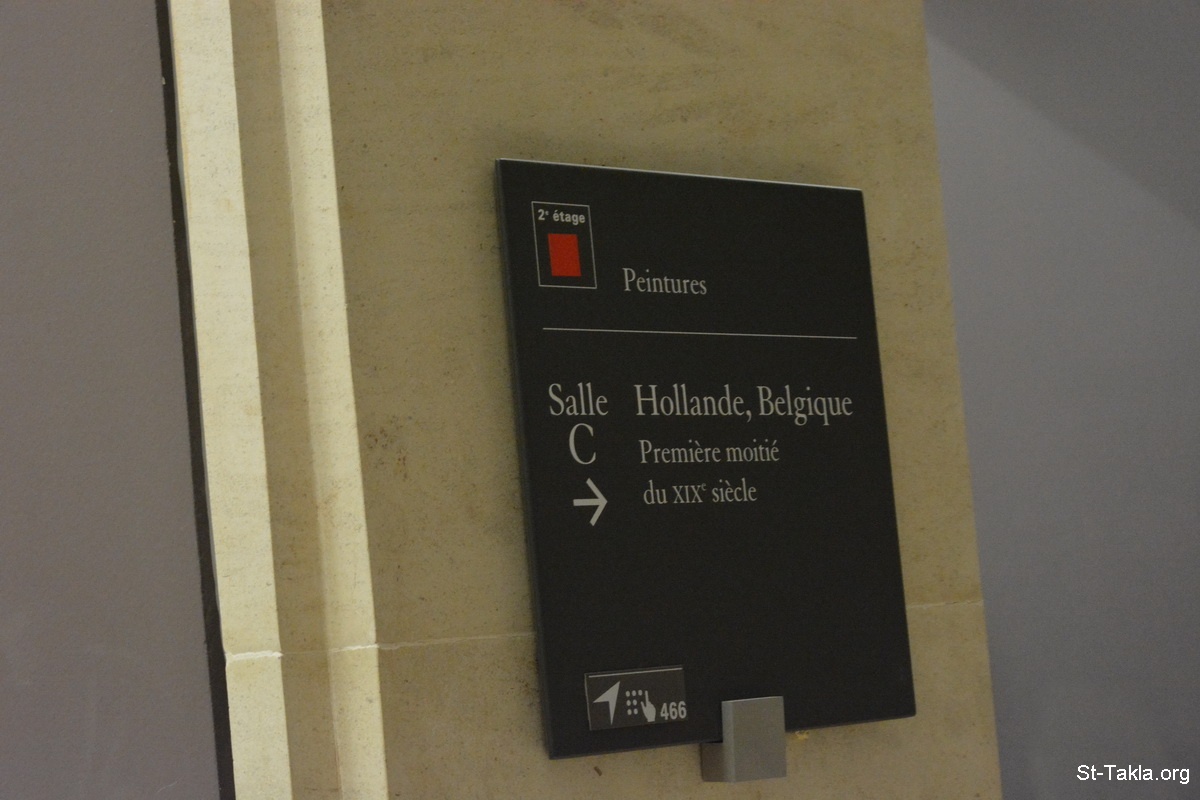 2e étage
Peintures
Salle Hollande, Belgique
C Première moitié
du XIXe siècle
466
St-Takla.org